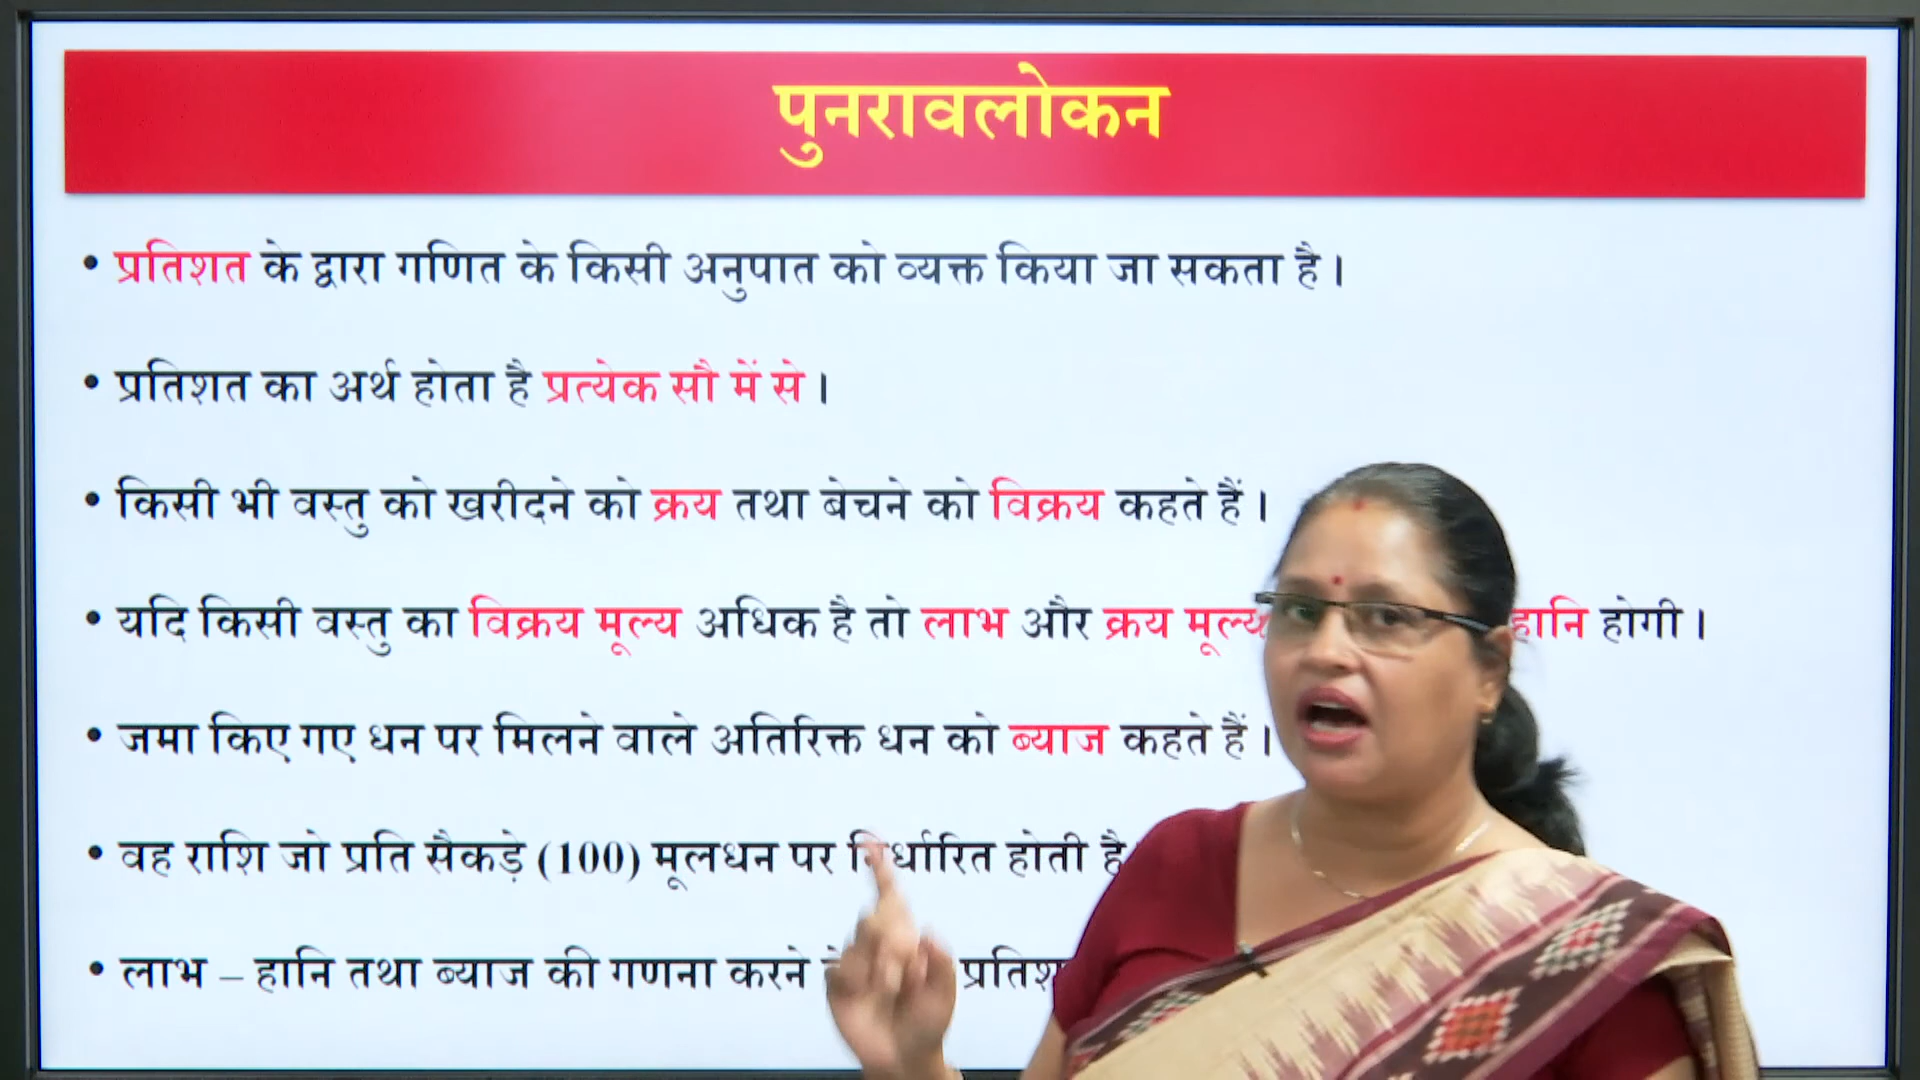 पुनरावलोकन
• प्रतिशत के द्वारा गणित के किसी अनुपात को व्यक्त किया जा सकता है।
• प्रतिशत का अर्थ होता है प्रत्येक सौ में से।
• किसी भी वस्तु को खरीदने को क्रय तथा बेचने को विक्रय कहते हैं।
• यदि किसी वस्तु का विक्रय मूल्य अधिक है तो लाभ और क्रय मूल्य हानि होगी।
• जमा किए गए धन पर मिलने वाले अतिरिक्त धन को ब्याज कहते हैं।
• वह राशि जो प्रति सैकड़े (100) मूलधन पर निर्धारित होती है
• लाभ – हानि तथा ब्याज की गणना करने